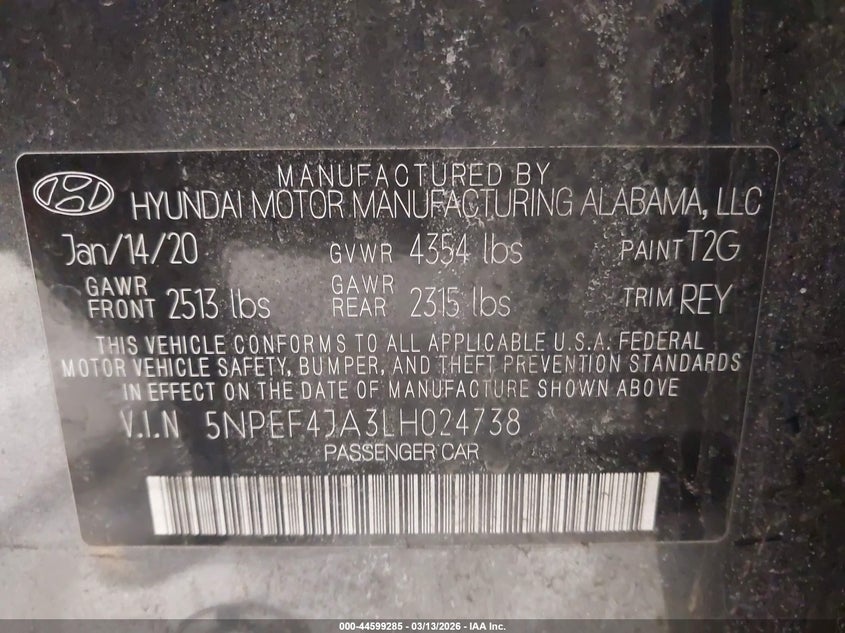 MANUFACTURED BY
HYUNDAI MOTOR MANUFACTURING ALABAMA, LLC
Jan/14/20 GVWR 4354 lbs PAINT T2G
GAWR FRONT 2513 lbs GAWR REAR 2315 lbs TRIM REY
THIS VEHICLE CONFORMS TO ALL APPLICABLE U.S.A. FEDERAL
MOTOR VEHICLE SAFETY, BUMPER, AND THEFT PREVENTION STANDARDS
IN EFFECT ON THE DATE OF MANUFACTURE SHOWN ABOVE
V.I.N 5NPEF4JA3LH024738
PASSENGER CAR
000-44599285 - 03/13/2026 - IAA Inc.